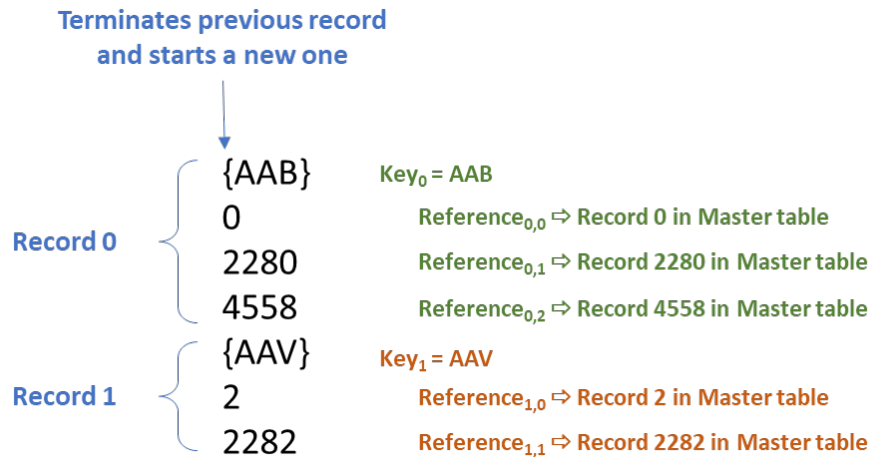 Terminates previous record
and starts a new one
{AAB} Key₀ = AAB
0 Reference₀,₀ ⇨ Record 0 in Master table
Record 0
2280 Reference₀,₁ ⇨ Record 2280 in Master table
4558 Reference₀,₂ ⇨ Record 4558 in Master table
{AAV} Key₁ = AAV
Record 1 2 Reference₁,₀ ⇨ Record 2 in Master table
2282 Reference₁,₁ ⇨ Record 2282 in Master table